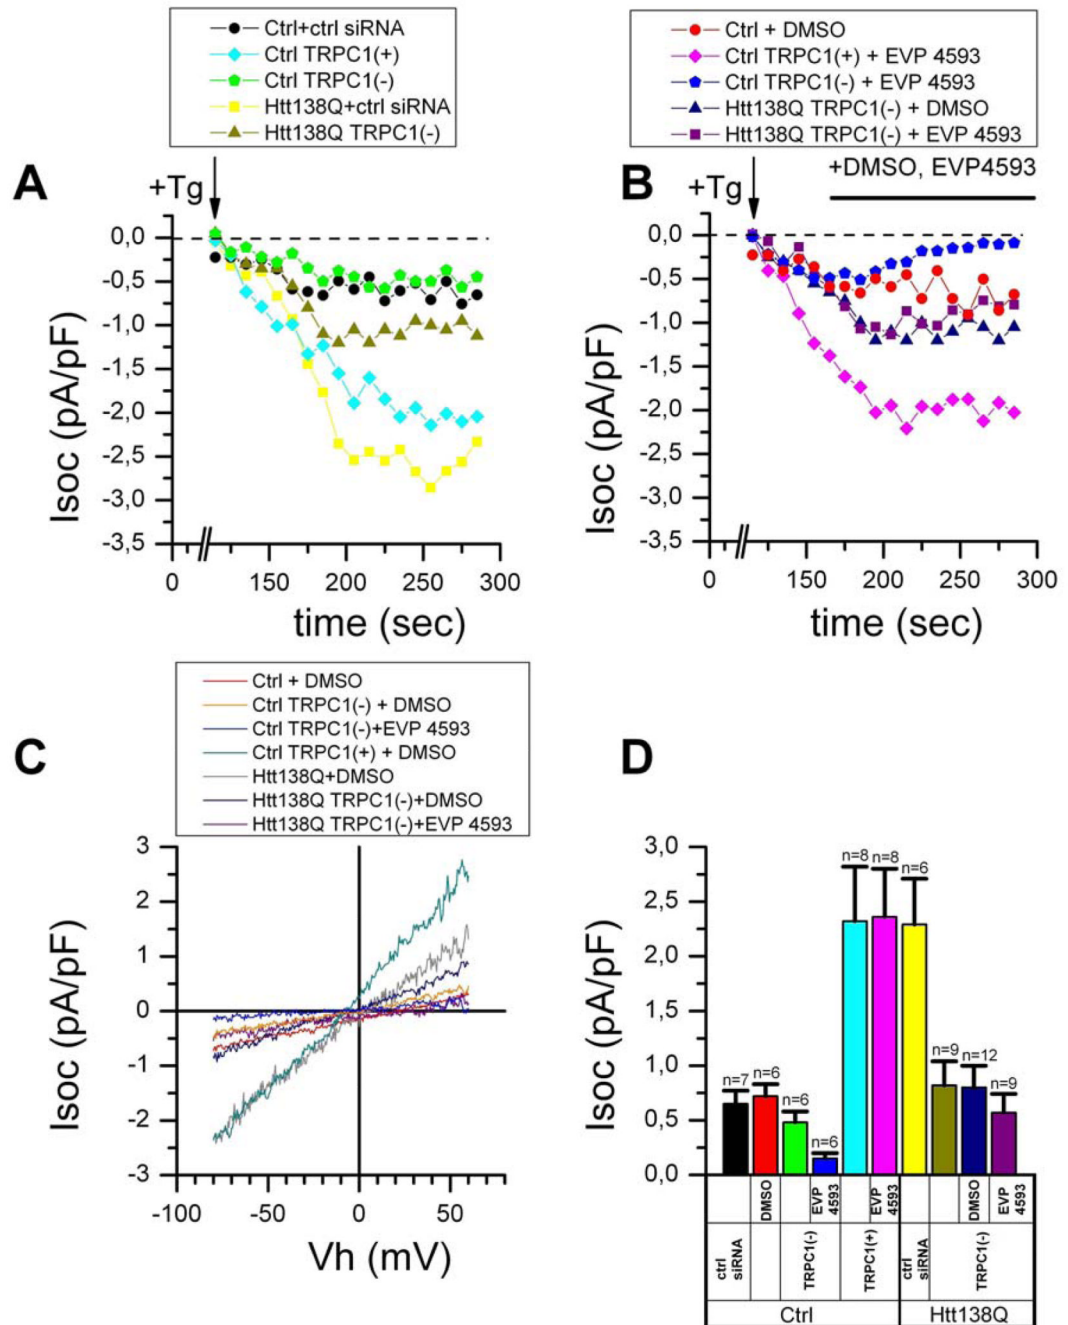 Ctrl+ctrl siRNA
Ctrl TRPC1(+)
Ctrl TRPC1(-)
Htt138Q+ctrl siRNA
Htt138Q TRPC1(-)
A
+Tg
0,0
-0,5
-1,0
-1,5
-2,0
-2,5
-3,0
-3,5
Isoc (pA/pF)
0 150 200 250 300
time (sec)
Ctrl + DMSO
Ctrl TRPC1(+) + EVP 4593
Ctrl TRPC1(-) + EVP 4593
Htt138Q TRPC1(-) + DMSO
Htt138Q TRPC1(-) + EVP 4593
B
+Tg
+DMSO, EVP4593
0,0
-0,5
-1,0
-1,5
-2,0
-2,5
-3,0
-3,5
Isoc (pA/pF)
0 150 200 250 300
time (sec)
Ctrl + DMSO
Ctrl TRPC1(-) + DMSO
Ctrl TRPC1(-)+EVP 4593
Ctrl TRPC1(+) + DMSO
Htt138Q+DMSO
Htt138Q TRPC1(-)+DMSO
Htt138Q TRPC1(-)+EVP 4593
C
3
2
1
0
-1
-2
-3
Isoc (pA/pF)
-100 -50 0 50
Vh (mV)
D
3,0
2,5
2,0
1,5
1,0
0,5
0,0
Isoc (pA/pF)
n=7
n=6
n=6
n=6
n=8
n=8
n=6
n=9
n=12
n=9
DMSO
EVP
4593
EVP
4593
DMSO
EVP
4593
ctrl
siRNA
TRPC1(-)
TRPC1(+)
ctrl
siRNA
TRPC1(-)
Ctrl
Htt138Q